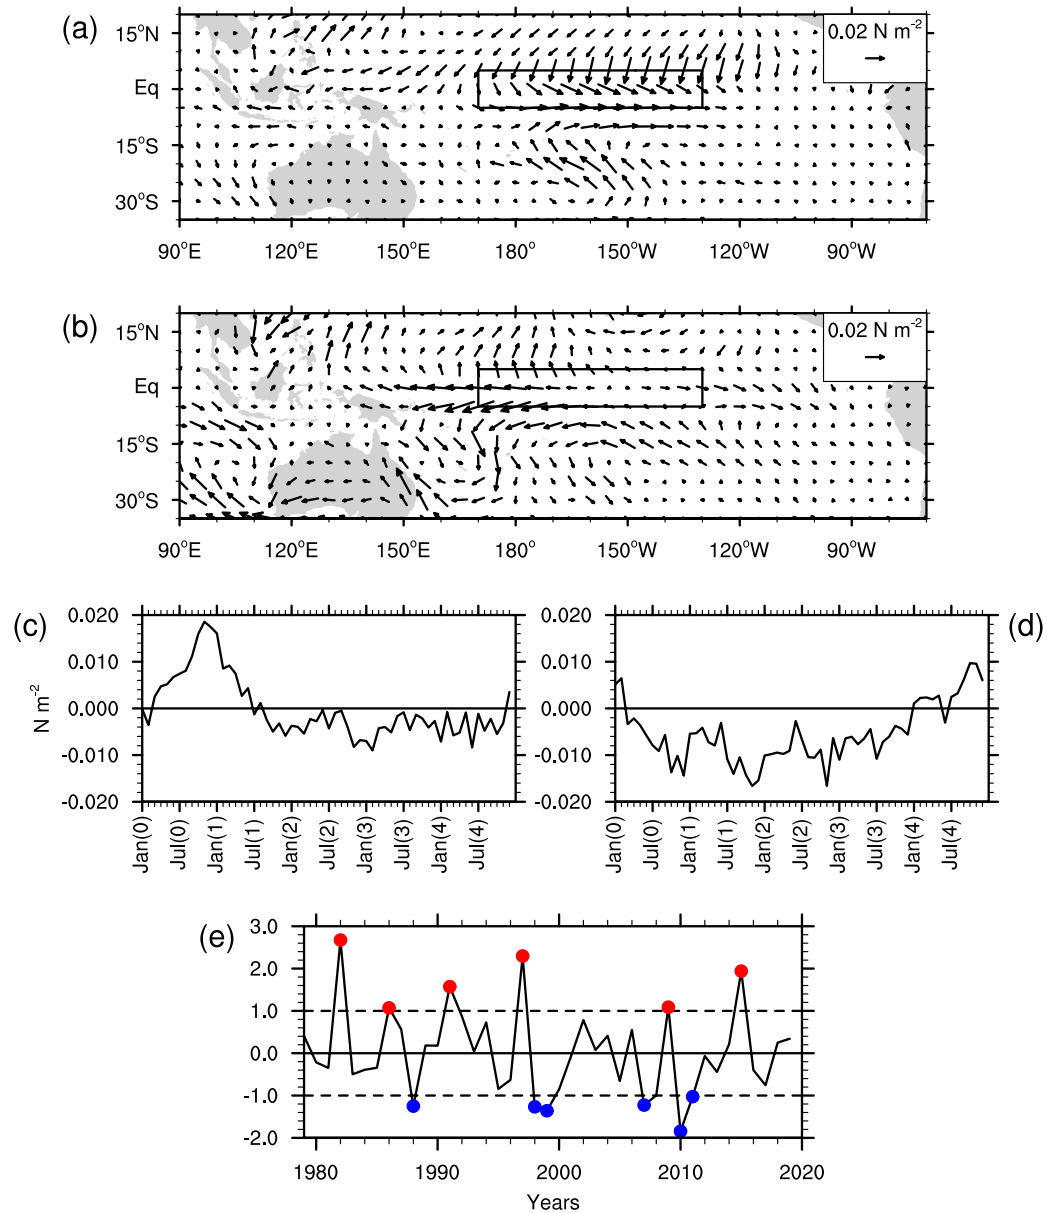 (a)
15°N
Eq
15°S
30°S
0.02 N m-2
90°E 120°E 150°E 180° 150°W 120°W 90°W
(b)
15°N
Eq
15°S
30°S
0.02 N m-2
90°E 120°E 150°E 180° 150°W 120°W 90°W
(c)
N m-2
0.020
0.010
0.000
-0.010
-0.020
Jan(0) Jul(0) Jan(1) Jul(1) Jan(2) Jul(2) Jan(3) Jul(3) Jan(4) Jul(4)
(d)
0.020
0.010
0.000
-0.010
-0.020
Jan(0) Jul(0) Jan(1) Jul(1) Jan(2) Jul(2) Jan(3) Jul(3) Jan(4) Jul(4)
(e)
3.0
2.0
1.0
0.0
-1.0
-2.0
1980 1990 2000 2010 2020
Years